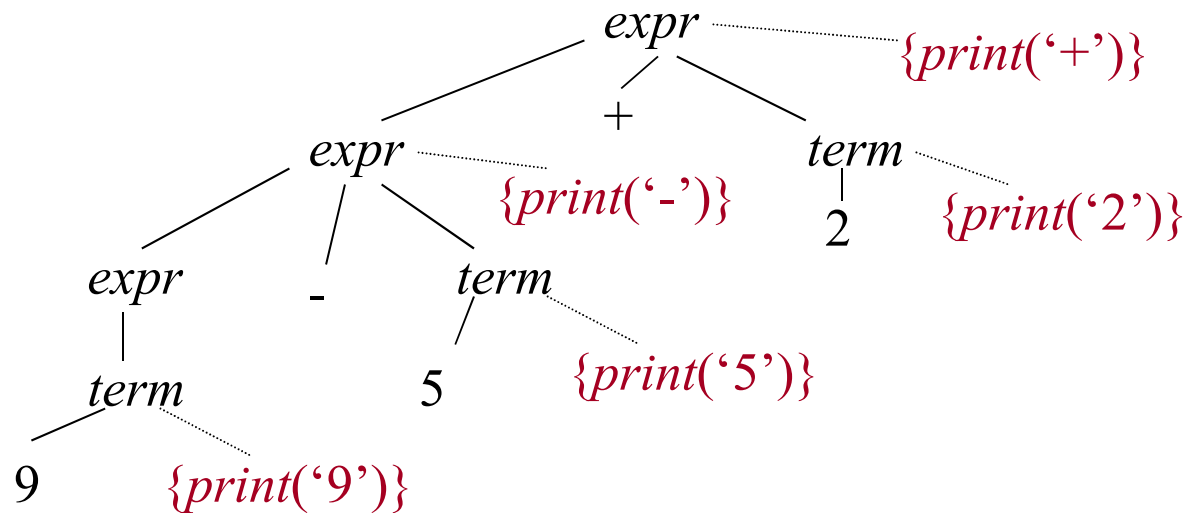 expr
{print(‘+’)}
+
expr
term
{print(‘-’)}
2
{print(‘2’)}
expr
-
term
{print(‘5’)}
term
5
9
{print(‘9’)}